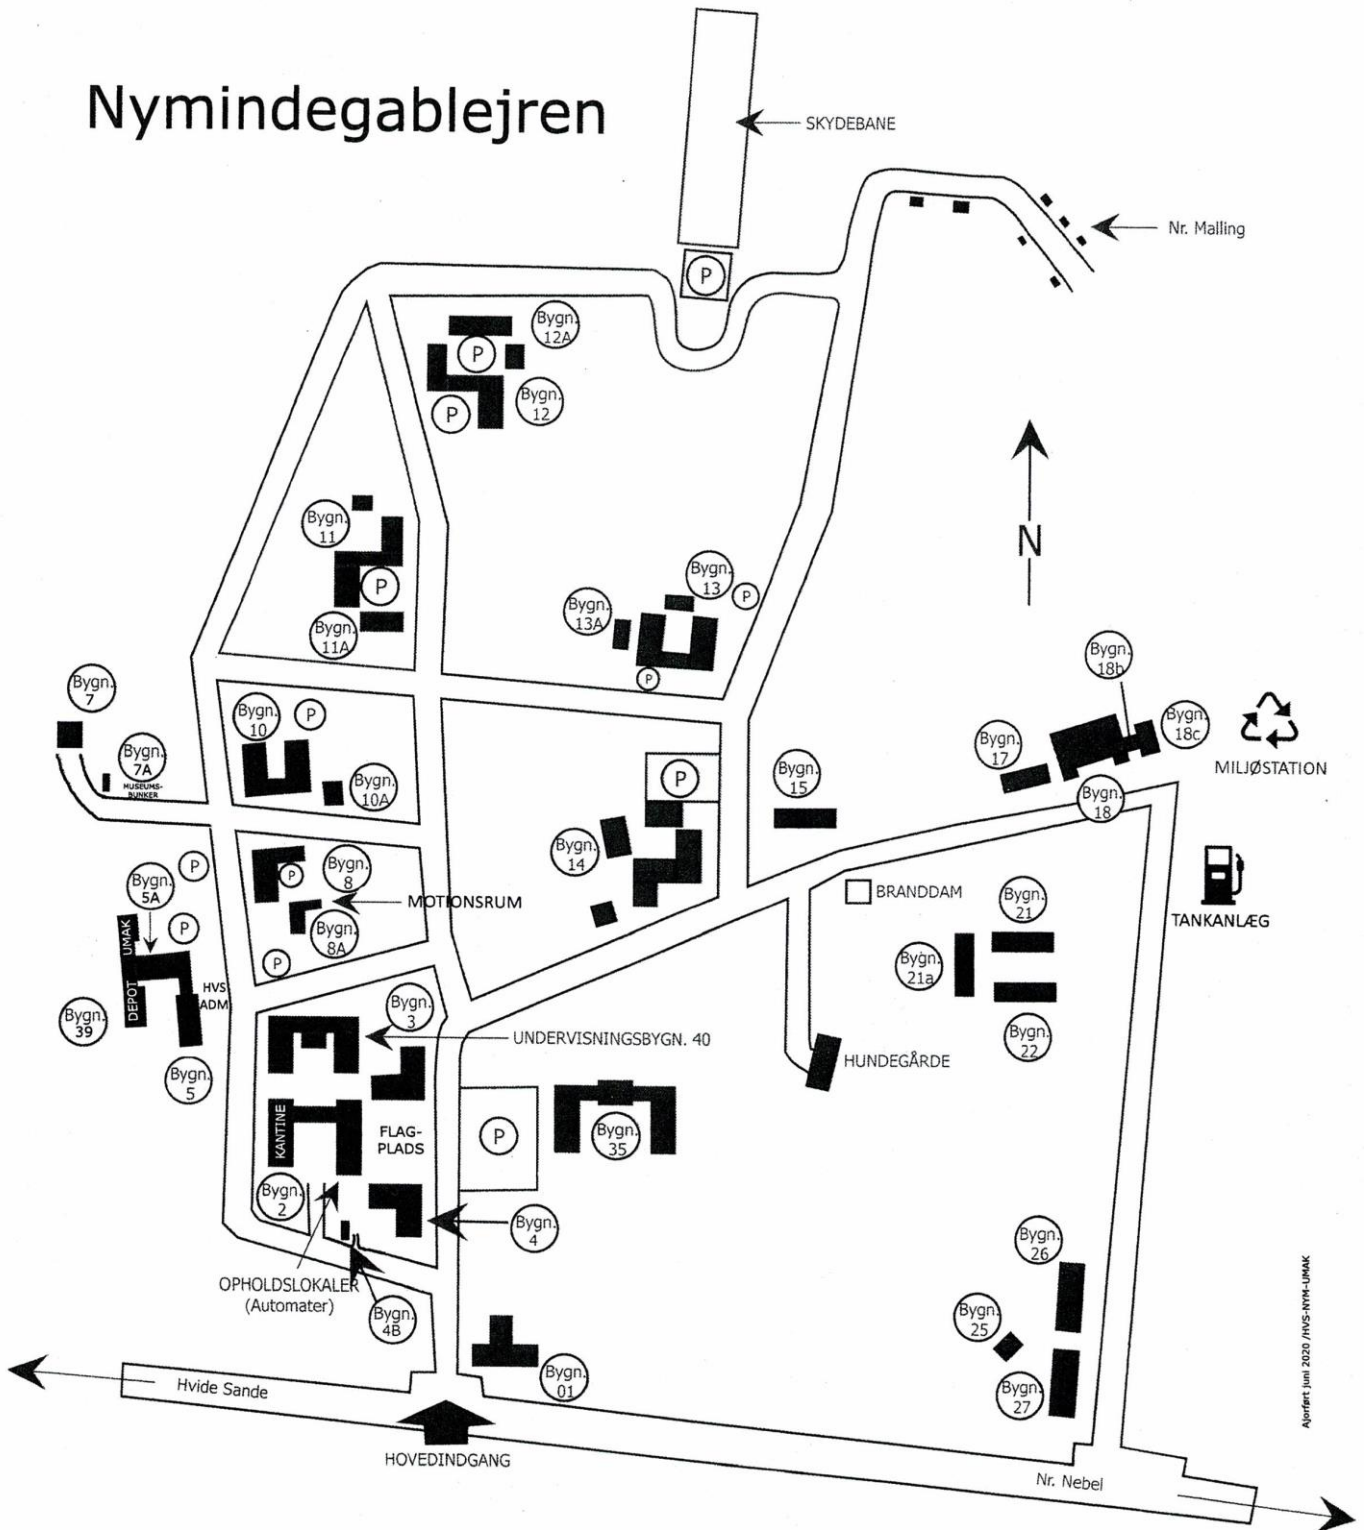 Nymindegablejren
SKYDEBANE
Nr. Malling
P
Bygn.
12A
P
Bygn.
12
P
N
Bygn.
11
P
Bygn.
11A
Bygn.
13
P
Bygn.
13A
P
Bygn.
18b
Bygn.
7
Bygn.
10
P
Bygn.
18c
Bygn.
17
MILJØSTATION
Bygn.
7A
MUSEUMS-
BUNKER
Bygn.
10A
P
Bygn.
15
Bygn.
18
Bygn.
14
P
Bygn.
8
P
MOTIONSRUM
Bygn.
5A
P
Bygn.
8A
P
BRANDDAM
Bygn.
21
TANKANLÆG
UMAK
DEPOT
HVS
ADM
Bygn.
21a
Bygn.
39
Bygn.
3
UNDERVISNINGSBYGN. 40
Bygn.
22
HUNDEGÅRDE
Bygn.
5
KANTINE
FLAG-
PLADS
P
Bygn.
35
Bygn.
2
Bygn.
4
Bygn.
26
OPHOLDSLOKALER
(Automater)
Bygn.
4B
Bygn.
25
Bygn.
01
Bygn.
27
Hvide Sande
HOVEDINDGANG
Nr. Nebel
Ajorført juni 2020 /HVS-NYM-UMAK